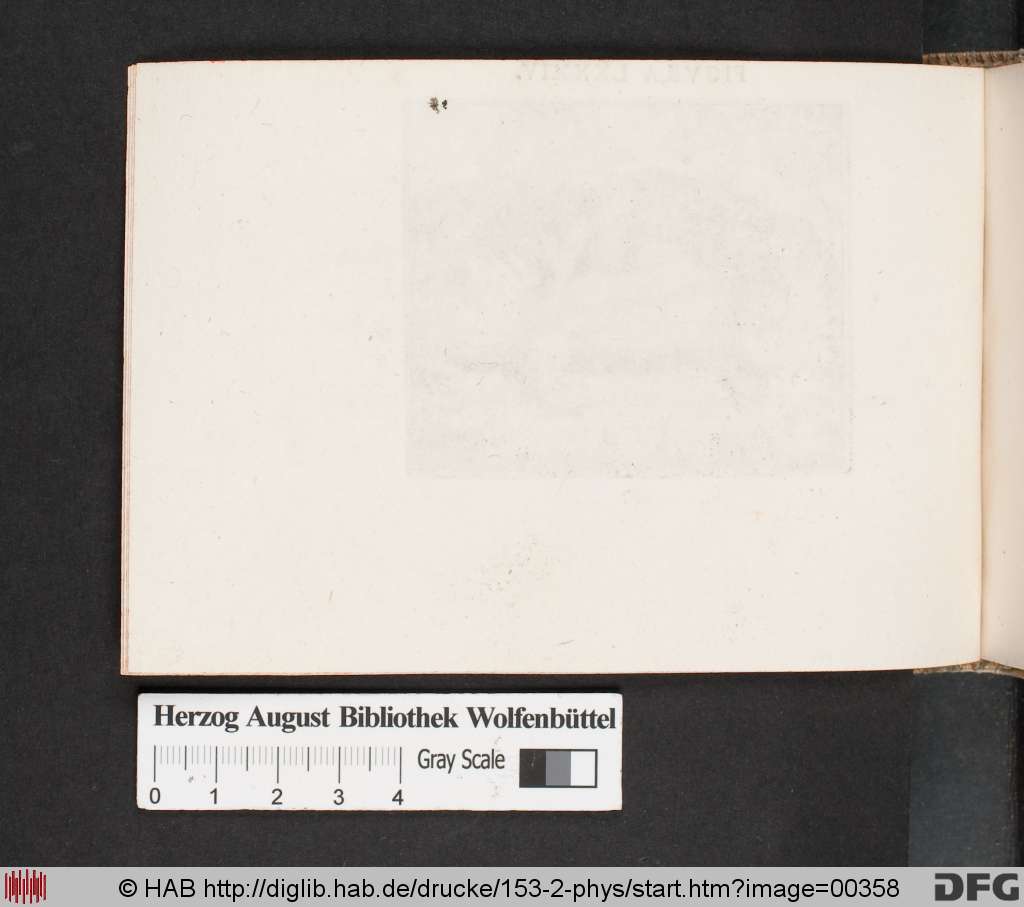 Herzog August Bibliothek Wolfenbüttel
Gray Scale
0 1 2 3 4
© HAB http://diglib.hab.de/drucke/153-2-phys/start.htm?image=00358 DFG